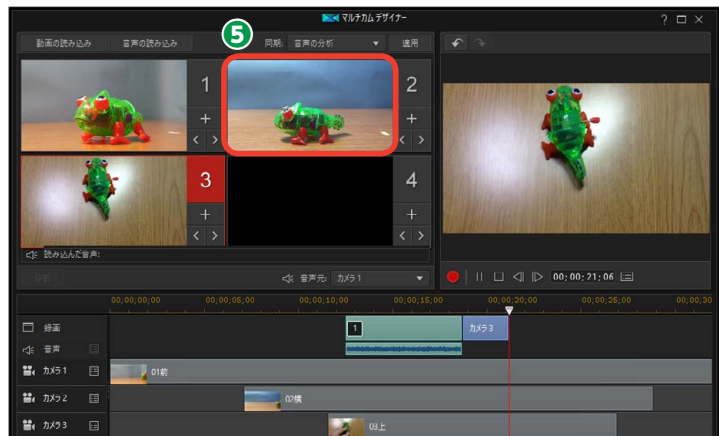 マルチカム デザイナー
5
動画の読み込み 音声の読み込み 同期: 音声の分析 適用
1
2
3
4
読み込んだ音声:
分割 音声元: カメラ 1
00; 00; 21; 06
00;00;00;00 00;00;05;00 00;00;10;00 00;00;15;00 00;00;20;00 00;00;25;00 00;00;30
録画 1 カメラ 3
音声
カメラ 1 01前
カメラ 2 02横
カメラ 3 03上